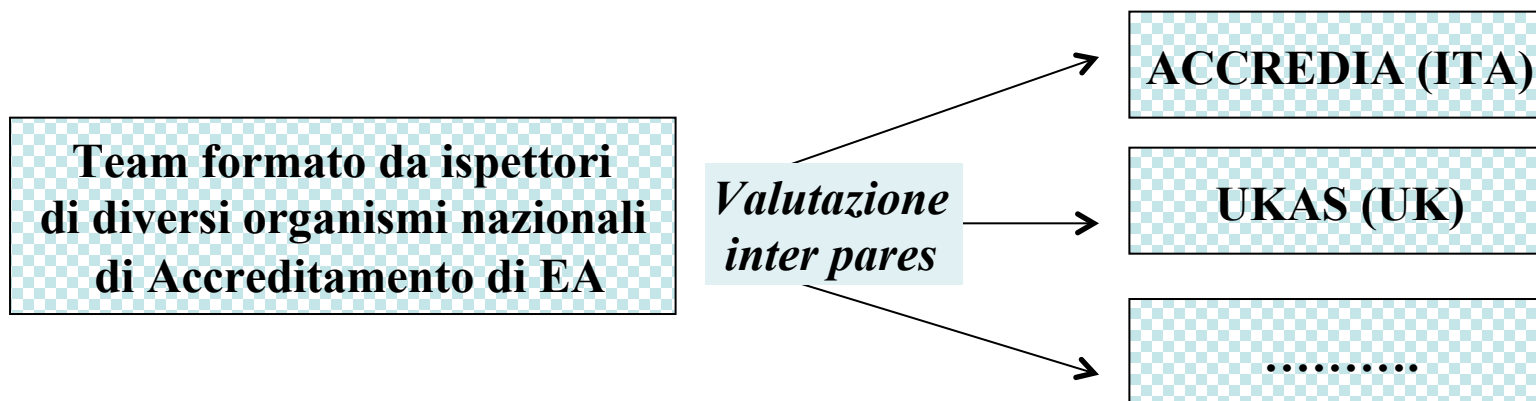 Team formato da ispettori
di diversi organismi nazionali
di Accreditamento di EA
Valutazione
inter pares
ACCREDIA (ITA)
UKAS (UK)
……….